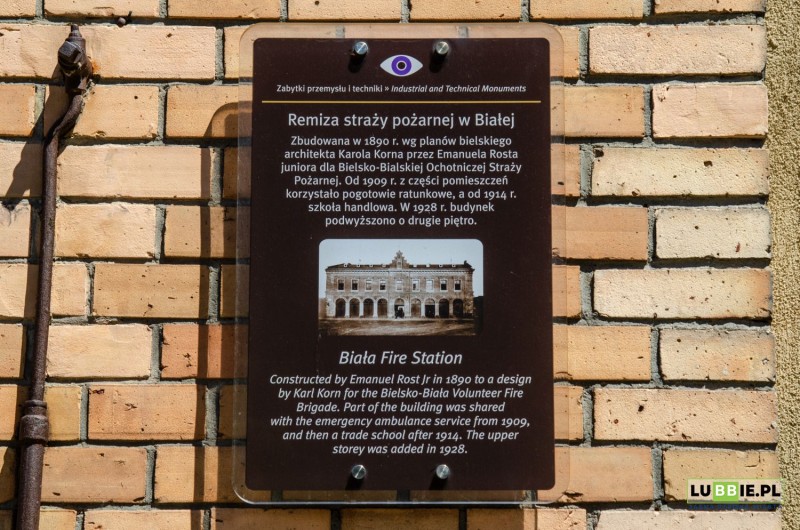 Zabytki przemysłu i techniki » Industrial and Technical Monuments
Remiza straży pożarnej w Białej
Zbudowana w 1890 r. wg planów bielskiego
architekta Karola Korna przez Emanuela Rosta
juniora dla Bielsko-Bialskiej Ochotniczej Straży
Pożarnej. Od 1909 r. z części pomieszczeń
korzystało pogotowie ratunkowe, a od 1914 r.
szkoła handlowa. W 1928 r. budynek
podwyższono o drugie piętro.
Biała Fire Station
Constructed by Emanuel Rost Jr in 1890 to a design
by Karl Korn for the Bielsko-Biała Volunteer Fire
Brigade. Part of the building was shared
with the emergency ambulance service from 1909,
and then a trade school after 1914. The upper
storey was added in 1928.
LUBBIE.PL